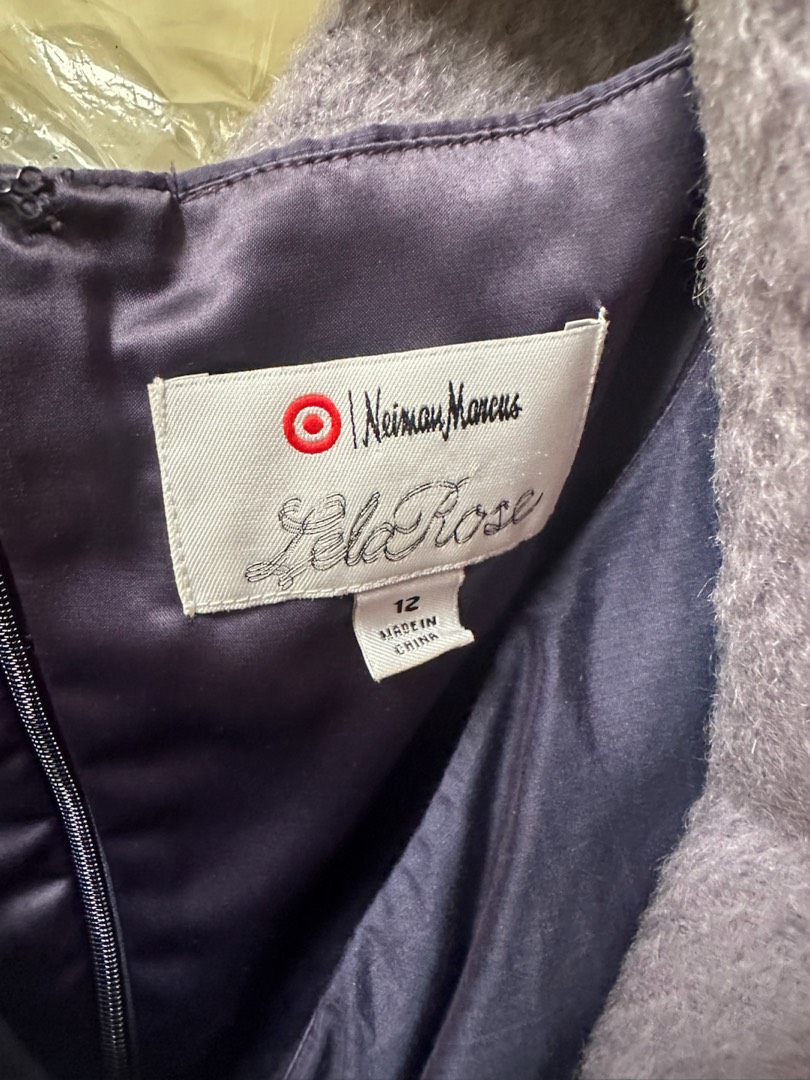 Neiman Marcus
Lela Rose
12
MADE IN
CHINA